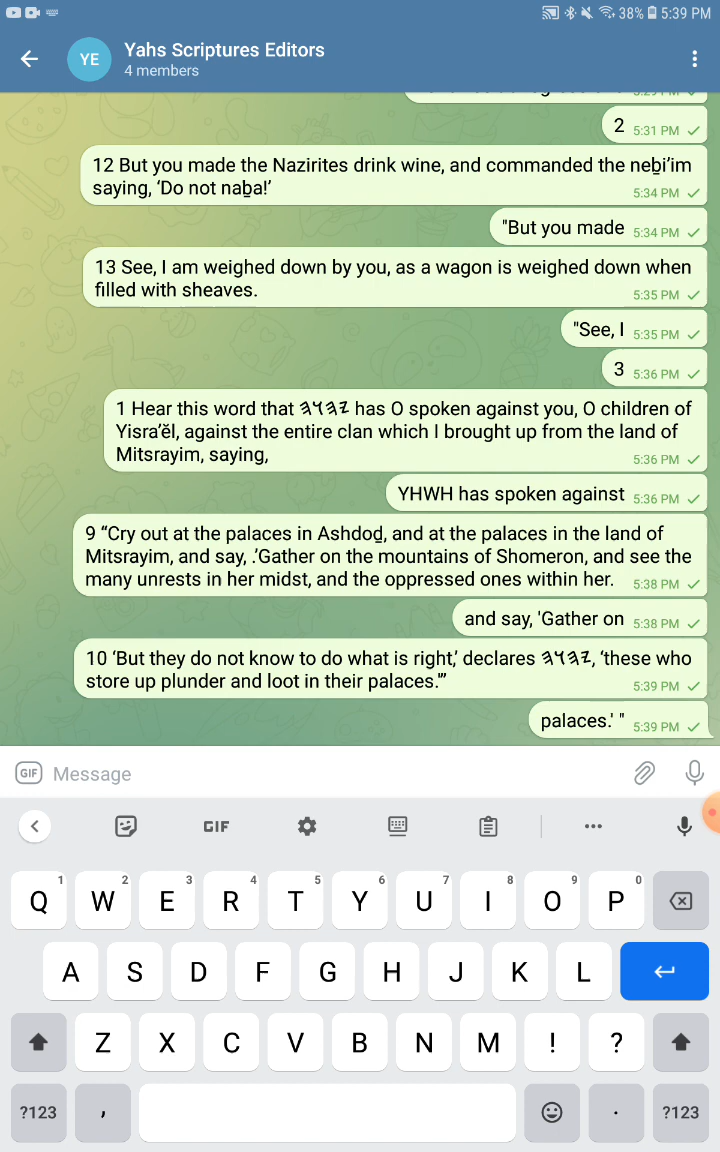 38% 5:39 PM
YE Yahs Scriptures Editors
4 members
2 5:31 PM
12 But you made the Nazirites drink wine, and commanded the neḇi’im
saying, ‘Do not naḇa!’ 5:34 PM
"But you made 5:34 PM
13 See, I am weighed down by you, as a wagon is weighed down when
filled with sheaves. 5:35 PM
"See, I 5:35 PM
3 5:36 PM
1 Hear this word that 𐤉𐤄𐤅𐤄 has O spoken against you, O children of
Yisra’ĕl, against the entire clan which I brought up from the land of
Mitsrayim, saying, 5:36 PM
YHWH has spoken against 5:36 PM
9 “Cry out at the palaces in Ashdoḏ, and at the palaces in the land of
Mitsrayim, and say, .’Gather on the mountains of Shomeron, and see the
many unrests in her midst, and the oppressed ones within her. 5:38 PM
and say, 'Gather on 5:38 PM
10 ‘But they do not know to do what is right,’ declares 𐤉𐤄𐤅𐤄, ‘these who
store up plunder and loot in their palaces.’” 5:39 PM
palaces.' " 5:39 PM
GIF Message
GIF
Q 1 W 2 E 3 R 4 T 5 Y 6 U 7 I 8 O 9 P 0
A S D F G H J K L
Z X C V B N M ! ?
?123 , . ?123